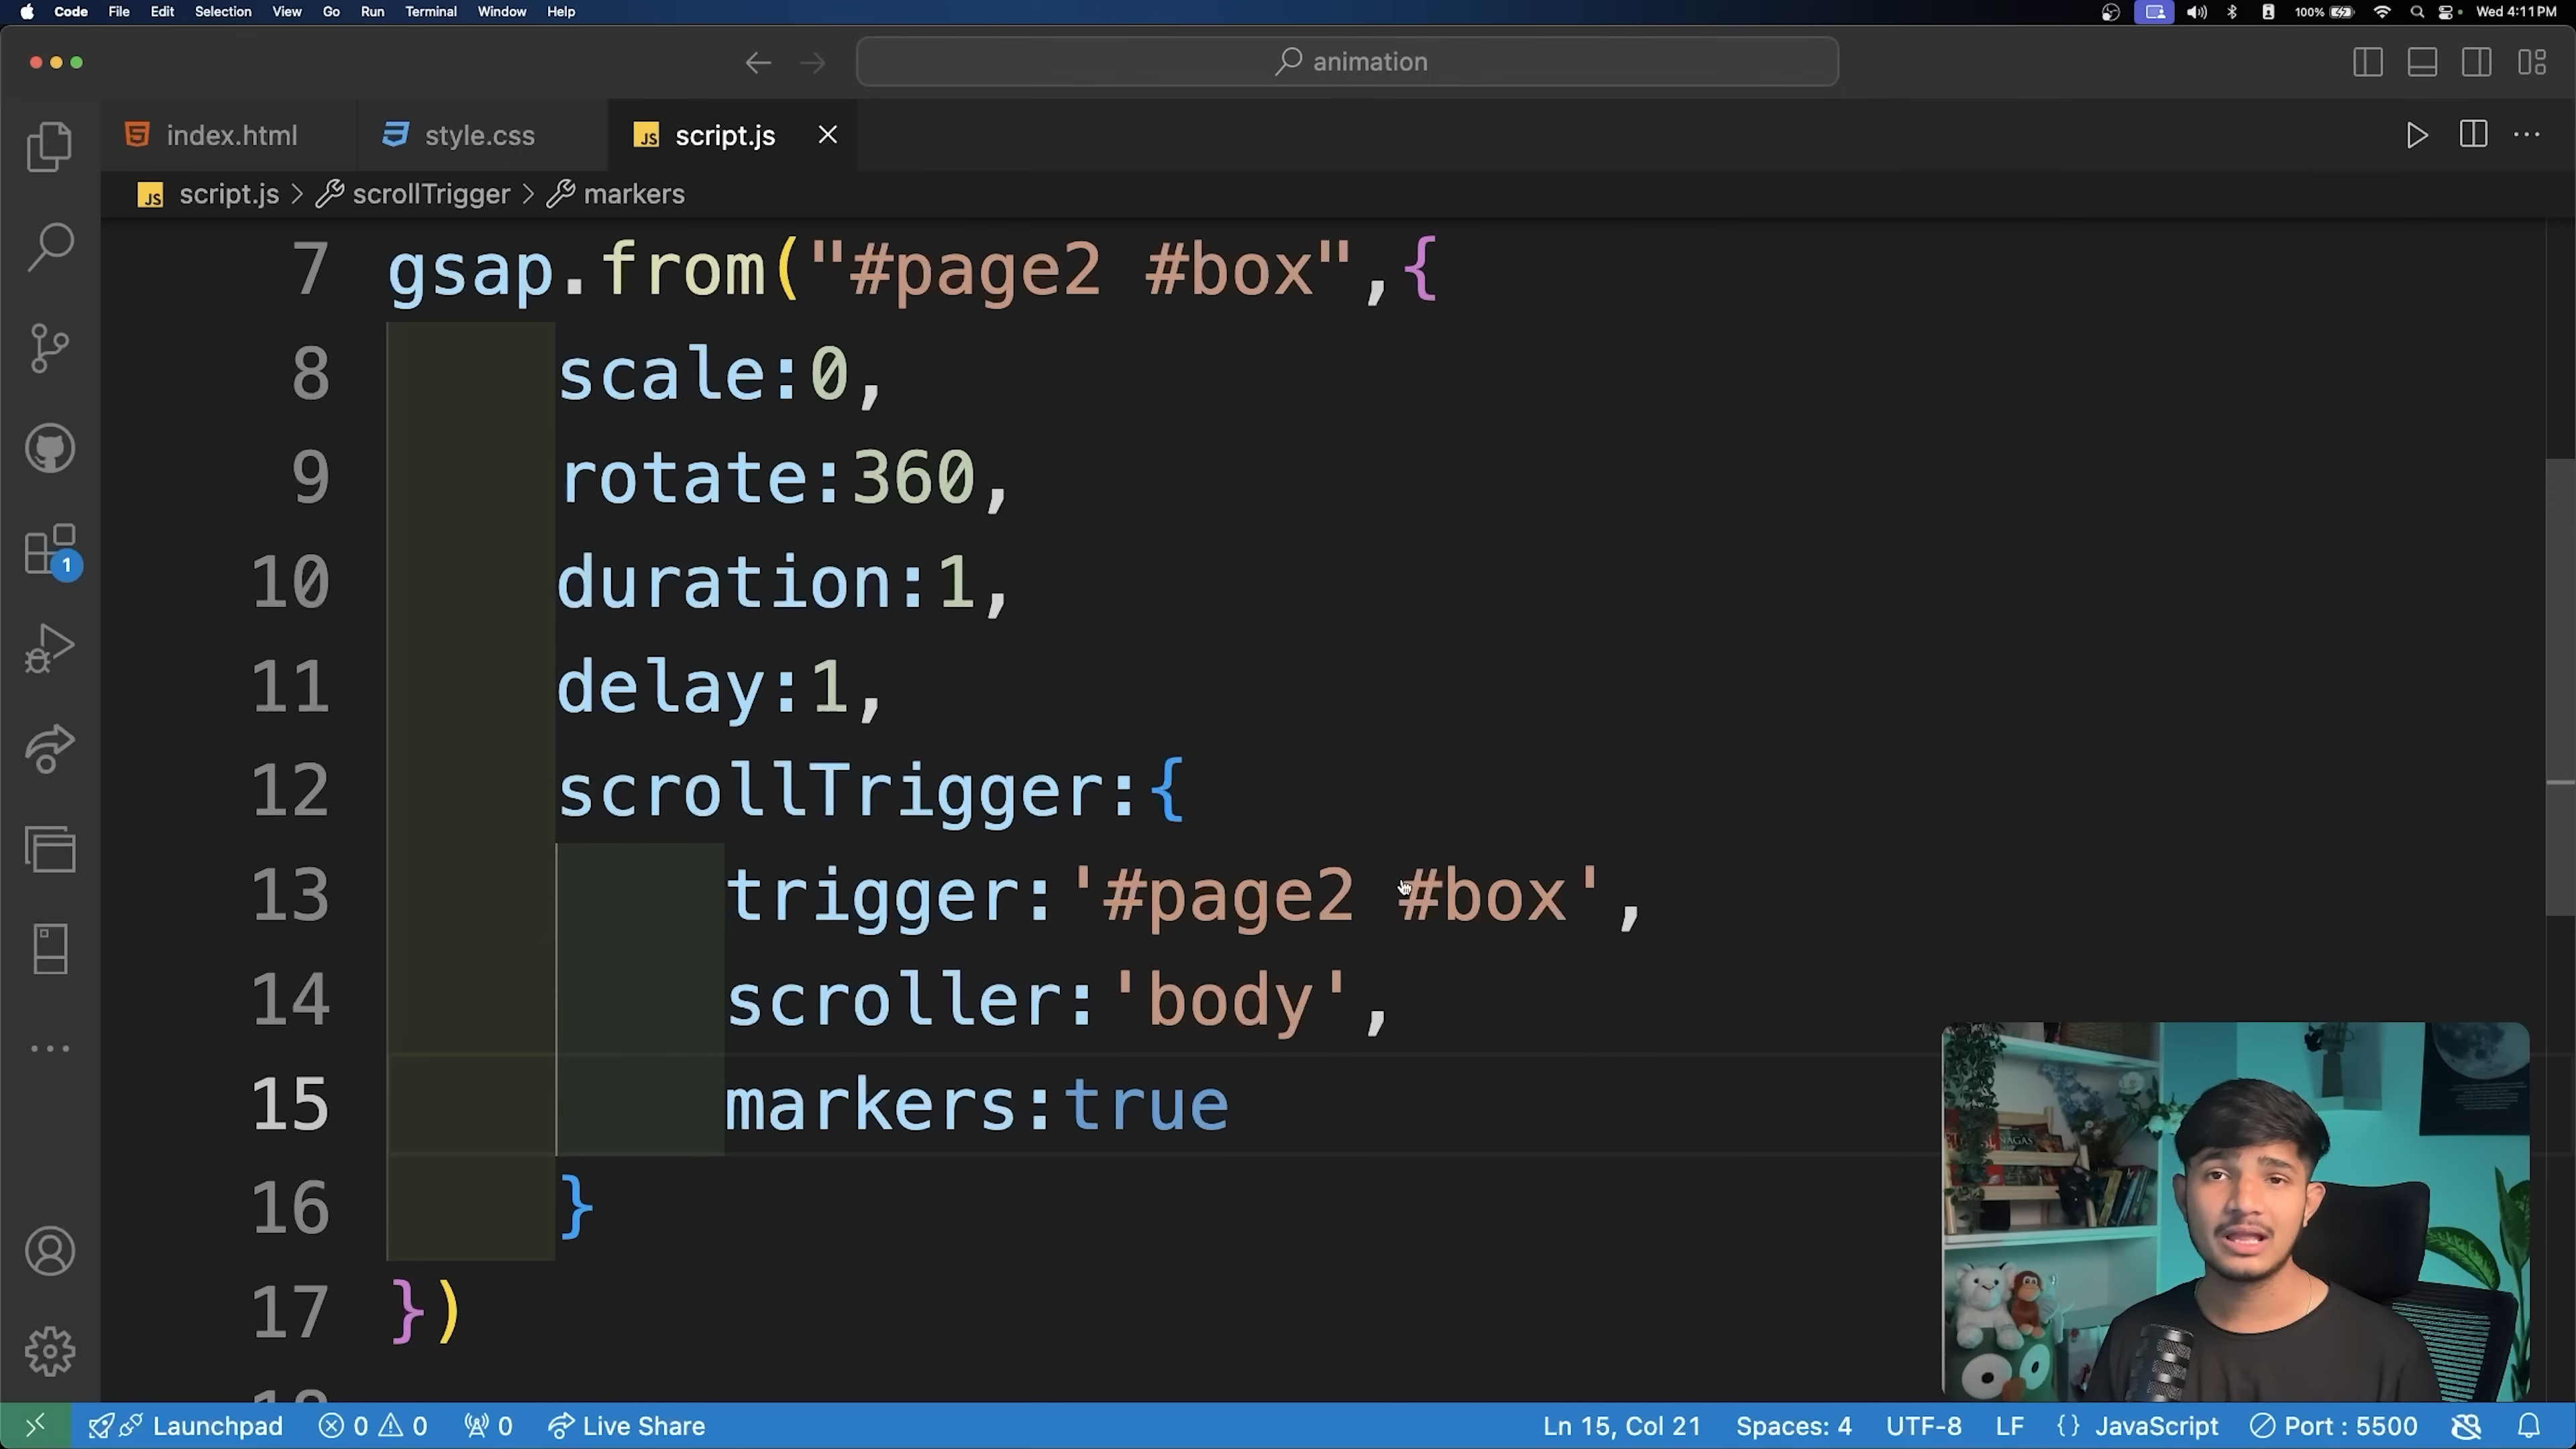 Code File Edit Selection View Go Run Terminal Window Help 100% Wed 4:11 PM
animation
index.html style.css JS script.js
JS script.js > scrollTrigger > markers
7 gsap.from("#page2 #box",{
8 scale:0,
9 rotate:360,
10 duration:1,
11 delay:1,
12 scrollTrigger:{
13 trigger:'#page2 #box',
14 scroller:'body',
15 markers:true
16 }
17 })
1
Launchpad 0 0 0 Live Share Ln 15, Col 21 Spaces: 4 UTF-8 LF {} JavaScript Port : 5500